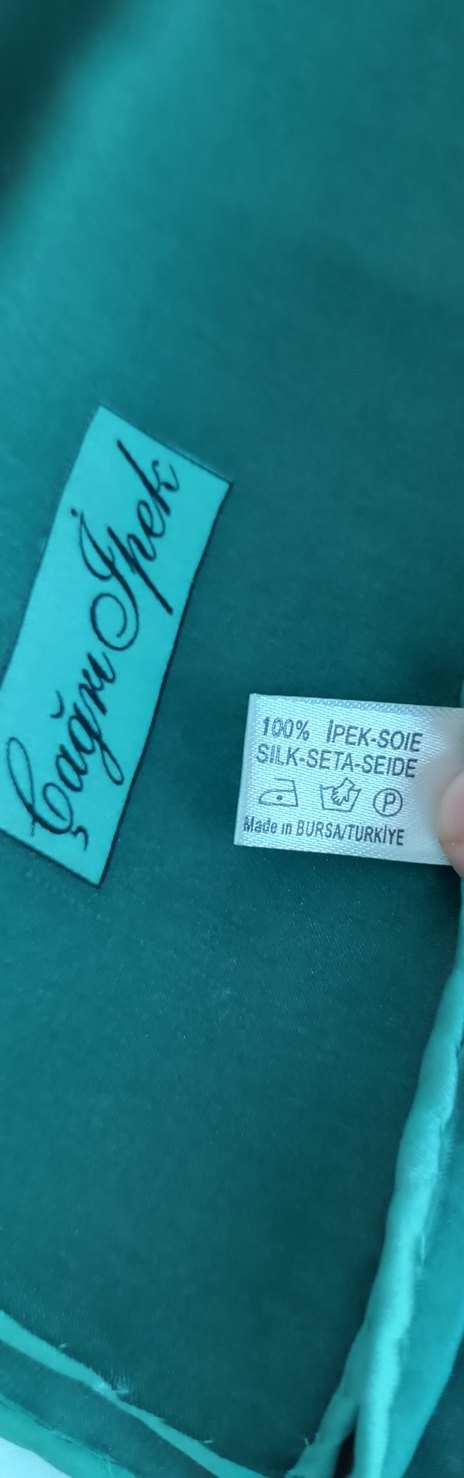 Çağrı İpek
100% İPEK-SOIE
SILK-SETA-SEIDE
P
Made in BURSA/TURKİYE